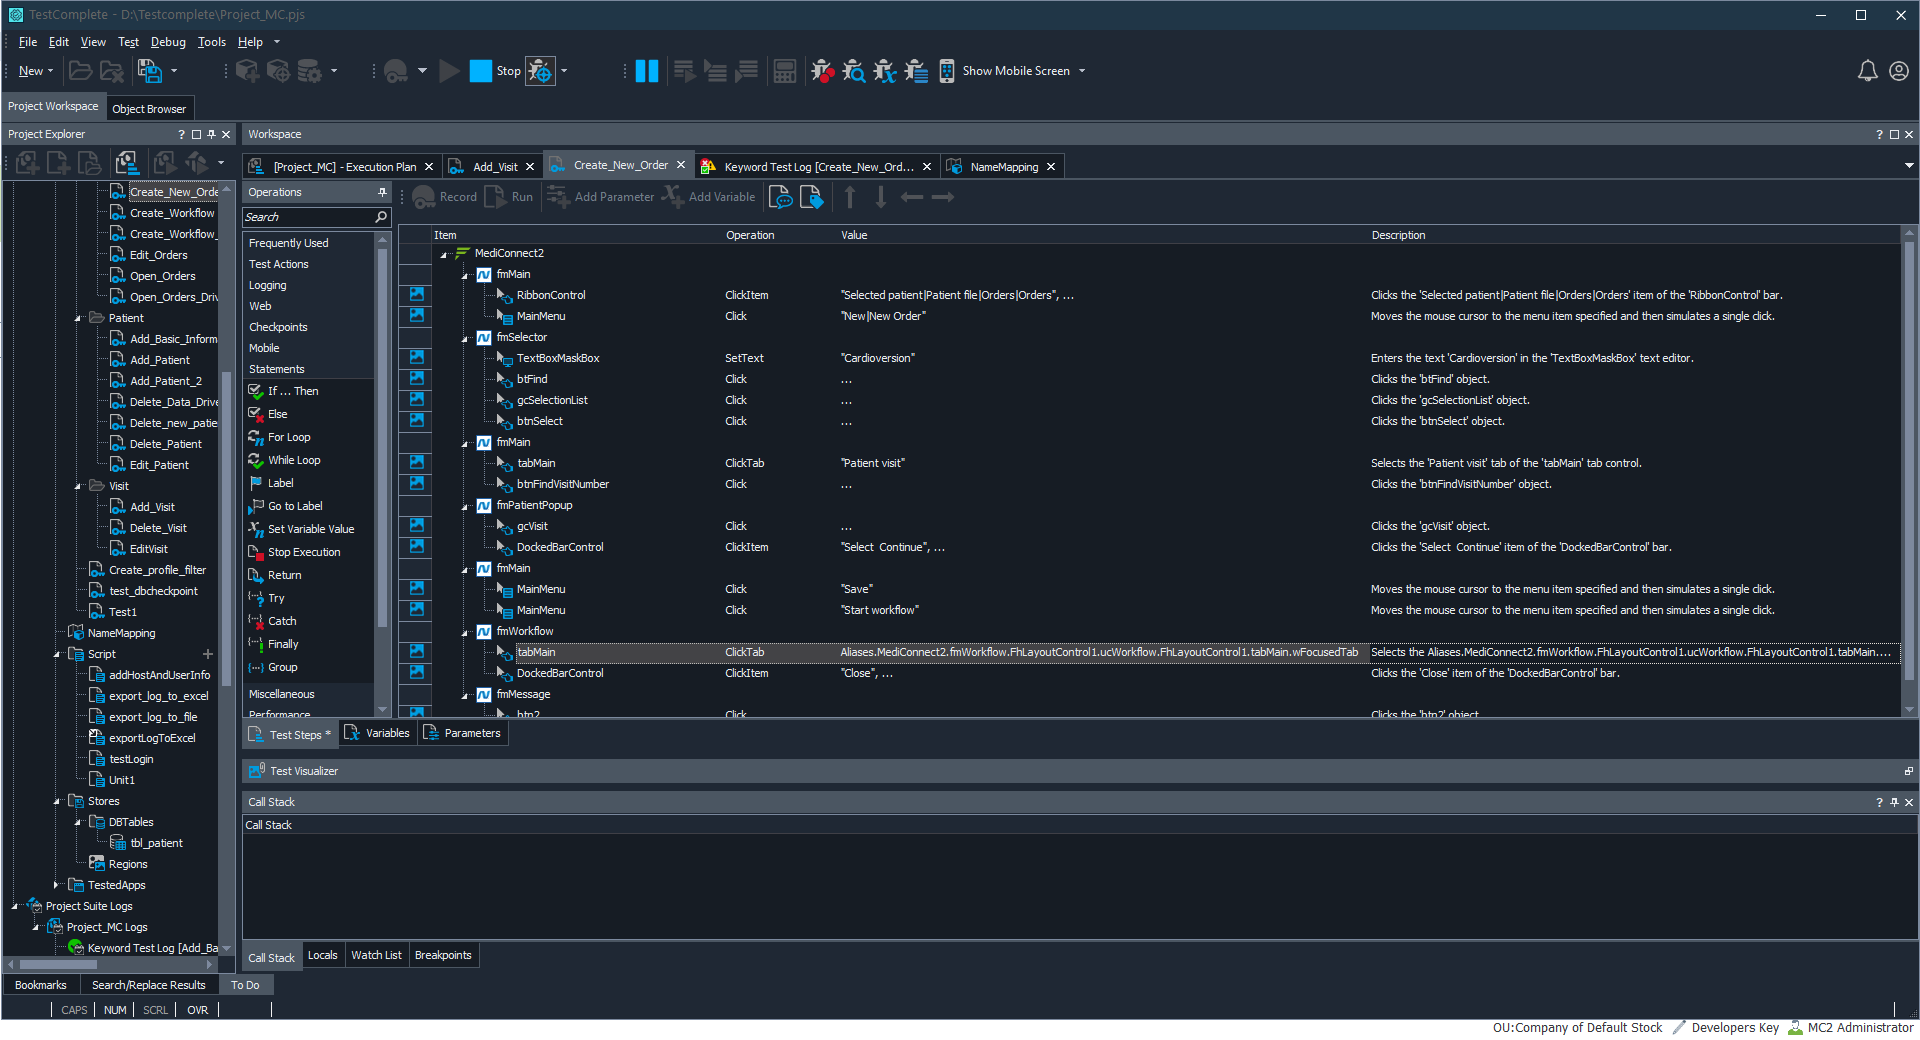 TestComplete - D:\Testcomplete\Project_MC.pjs
File Edit View Test Debug Tools Help
New Stop Show Mobile Screen
Project Workspace Object Browser
Project Explorer ?
Workspace ?
[Project_MC] - Execution Plan Add_Visit Create_New_Order Keyword Test Log [Create_New_Ord... NameMapping
Create_New_Orde
Create_Workflow
Create_Workflow_
Edit_Orders
Open_Orders
Open_Orders_Driv
Patient
Add_Basic_Inform
Add_Patient
Add_Patient_2
Delete_Data_Drive
Delete_new_patie
Delete_Patient
Edit_Patient
Visit
Add_Visit
Delete_Visit
EditVisit
Create_profile_filter
test_dbcheckpoint
Test1
NameMapping
Script
addHostAndUserInfo
export_log_to_excel
export_log_to_file
exportLogToExcel
testLogin
Unit1
Stores
DBTables
tbl_patient
Regions
TestedApps
Project Suite Logs
Project_MC Logs
Keyword Test Log [Add_Ba
Operations
Search
Frequently Used
Test Actions
Logging
Web
Checkpoints
Mobile
Statements
If ... Then
Else
For Loop
While Loop
Label
Go to Label
Set Variable Value
Stop Execution
Return
Try
Catch
Finally
Group
Miscellaneous
Performance
Record Run Add Parameter Add Variable
Item Operation Value Description
MediConnect2
fmMain
RibbonControl ClickItem "Selected patient|Patient file|Orders|Orders", ... Clicks the 'Selected patient|Patient file|Orders|Orders' item of the 'RibbonControl' bar.
MainMenu Click "New|New Order" Moves the mouse cursor to the menu item specified and then simulates a single click.
fmSelector
TextBoxMaskBox SetText "Cardioversion" Enters the text 'Cardioversion' in the 'TextBoxMaskBox' text editor.
btFind Click ... Clicks the 'btFind' object.
gcSelectionList Click ... Clicks the 'gcSelectionList' object.
btnSelect Click ... Clicks the 'btnSelect' object.
fmMain
tabMain ClickTab "Patient visit" Selects the 'Patient visit' tab of the 'tabMain' tab control.
btnFindVisitNumber Click ... Clicks the 'btnFindVisitNumber' object.
fmPatientPopup
gcVisit Click ... Clicks the 'gcVisit' object.
DockedBarControl ClickItem "Select  Continue", ... Clicks the 'Select  Continue' item of the 'DockedBarControl' bar.
fmMain
MainMenu Click "Save" Moves the mouse cursor to the menu item specified and then simulates a single click.
MainMenu Click "Start workflow" Moves the mouse cursor to the menu item specified and then simulates a single click.
fmWorkflow
tabMain ClickTab Aliases.MediConnect2.fmWorkflow.FhLayoutControl1.ucWorkflow.FhLayoutControl1.tabMain.wFocusedTab Selects the Aliases.MediConnect2.fmWorkflow.FhLayoutControl1.ucWorkflow.FhLayoutControl1.tabMain....
DockedBarControl ClickItem "Close", ... Clicks the 'Close' item of the 'DockedBarControl' bar.
fmMessage
btn2 Click Clicks the 'btn2' object
Test Steps * Variables Parameters
Test Visualizer
Call Stack ?
Call Stack
Call Stack Locals Watch List Breakpoints
Bookmarks Search/Replace Results To Do
CAPS NUM SCRL OVR
OU:Company of Default Stock Developers Key MC2 Administrator